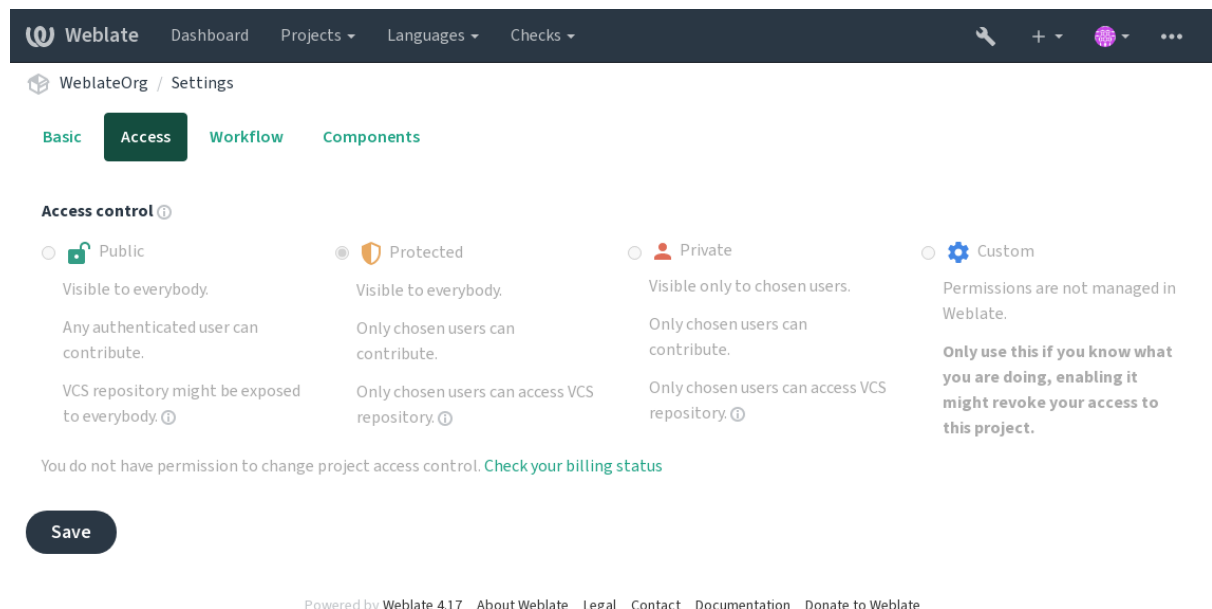 Weblate Dashboard Projects Languages Checks
WeblateOrg / Settings
Basic Access Workflow Components
Access control
Public
Visible to everybody.
Any authenticated user can
contribute.
VCS repository might be exposed
to everybody.
Protected
Visible to everybody.
Only chosen users can
contribute.
Only chosen users can access VCS
repository.
Private
Visible only to chosen users.
Only chosen users can
contribute.
Only chosen users can access VCS
repository.
Custom
Permissions are not managed in
Weblate.
Only use this if you know what
you are doing, enabling it
might revoke your access to
this project.
You do not have permission to change project access control. Check your billing status
Save
Powered by Weblate 4.17 About Weblate Legal Contact Documentation Donate to Weblate